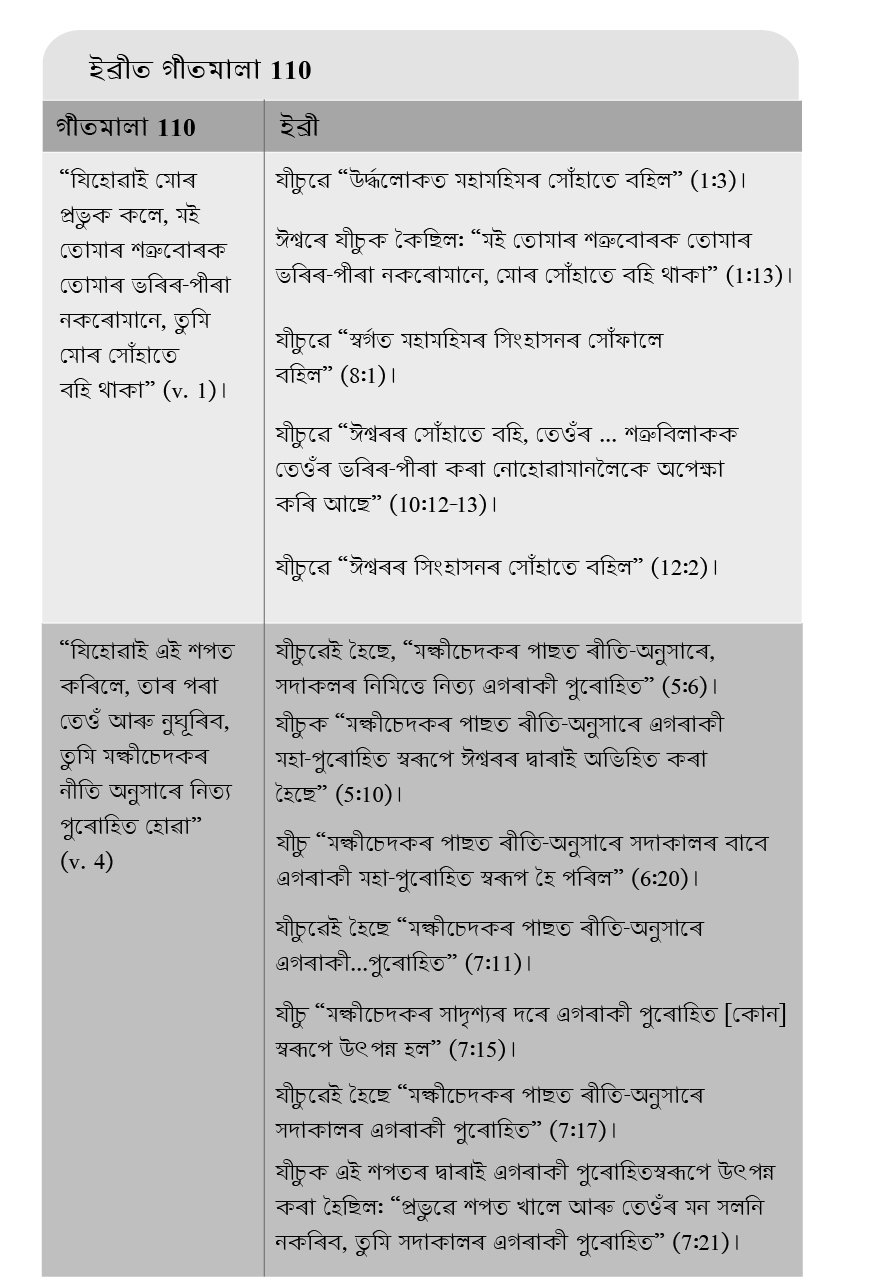 ইব্ৰীত গীতমালা 110
গীতমালা 110
ইব্ৰী
“যিহোৱাই মোৰ
প্ৰভুক কলে, মই
তোমাৰ শত্ৰুবোৰক
তোমাৰ ভৰিৰ-পীৰা
নকৰোমানে, তুমি
মোৰ সোঁহাতে
বহি থাকা” (v. 1)।
যীচুৱে “উৰ্দ্ধলোকত মহামহিমৰ সোঁহাতে বহিল” (1:3)।
ঈশ্বৰে যীচুক কৈছিল: “মই তোমাৰ শত্ৰুবোৰক তোমাৰ
ভৰিৰ-পীৰা নকৰোমানে, মোৰ সোঁহাতে বহি থাকা” (1:13)।
যীচুৱে “স্বৰ্গত মহামহিমৰ সিংহাসনৰ সোঁফালে
বহিল” (8:1)।
যীচুৱে “ঈশ্বৰৰ সোঁহাতে বহি, তেওঁৰ ... শত্ৰুবিলাকক
তেওঁৰ ভৰিৰ-পীৰা কৰা নোহোৱামানলৈকে অপেক্ষা
কৰি আছে” (10:12-13)।
যীচুৱে “ঈশ্বৰৰ সিংহাসনৰ সোঁহাতে বহিল” (12:2)।
“যিহোৱাই এই শপত
কৰিলে, তাৰ পৰা
তেওঁ আৰু নুঘূৰিব,
তুমি মল্কীচেদকৰ
নীতি অনুসাৰে নিত্য
পুৰোহিত হোৱা”
(v. 4)
যীচুৱেই হৈছে, “মল্কীচেদকৰ পাছত ৰীতি-অনুসাৰে,
সদাকলৰ নিমিত্তে নিত্য এগৰাকী পুৰোহিত” (5:6)।
যীচুক “মল্কীচেদকৰ পাছত ৰীতি-অনুসাৰে এগৰাকী
মহা-পুৰোহিত স্বৰূপে ঈশ্বৰৰ দ্বাৰাই অভিহিত কৰা
হৈছে” (5:10)।
যীচু “মল্কীচেদকৰ পাছত ৰীতি-অনুসাৰে সদাকালৰ বাবে
এগৰাকী মহা-পুৰোহিত স্বৰূপ হৈ পৰিল” (6:20)।
যীচুৱেই হৈছে “মল্কীচেদকৰ পাছত ৰীতি-অনুসাৰে
এগৰাকী...পুৰোহিত” (7:11)।
যীচু “মল্কীচেদকৰ সাদৃশ্যৰ দৰে এগৰাকী পুৰোহিত [কোন]
স্বৰূপে উৎপন্ন হল” (7:15)।
যীচুৱেই হৈছে “মল্কীচেদকৰ পাছত ৰীতি-অনুসাৰে
সদাকালৰ এগৰাকী পুৰোহিত” (7:17)।
যীচুক এই শপতৰ দ্বাৰাই এগৰাকী পুৰোহিতস্বৰূপে উৎপন্ন
কৰা হৈছিল: “প্ৰভুৱে শপত খালে আৰু তেওঁৰ মন সলনি
নকৰিব, তুমি সদাকালৰ এগৰাকী পুৰোহিত” (7:21)।